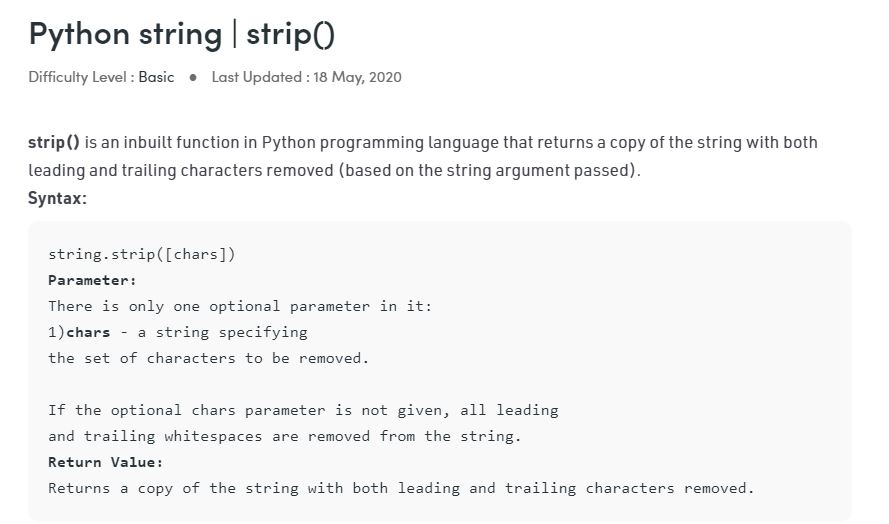 Python string | strip()
Difficulty Level : Basic ● Last Updated : 18 May, 2020
strip() is an inbuilt function in Python programming language that returns a copy of the string with both
leading and trailing characters removed (based on the string argument passed).
Syntax:
string.strip([chars])
Parameter:
There is only one optional parameter in it:
1)chars - a string specifying
the set of characters to be removed.
If the optional chars parameter is not given, all leading
and trailing whitespaces are removed from the string.
Return Value:
Returns a copy of the string with both leading and trailing characters removed.